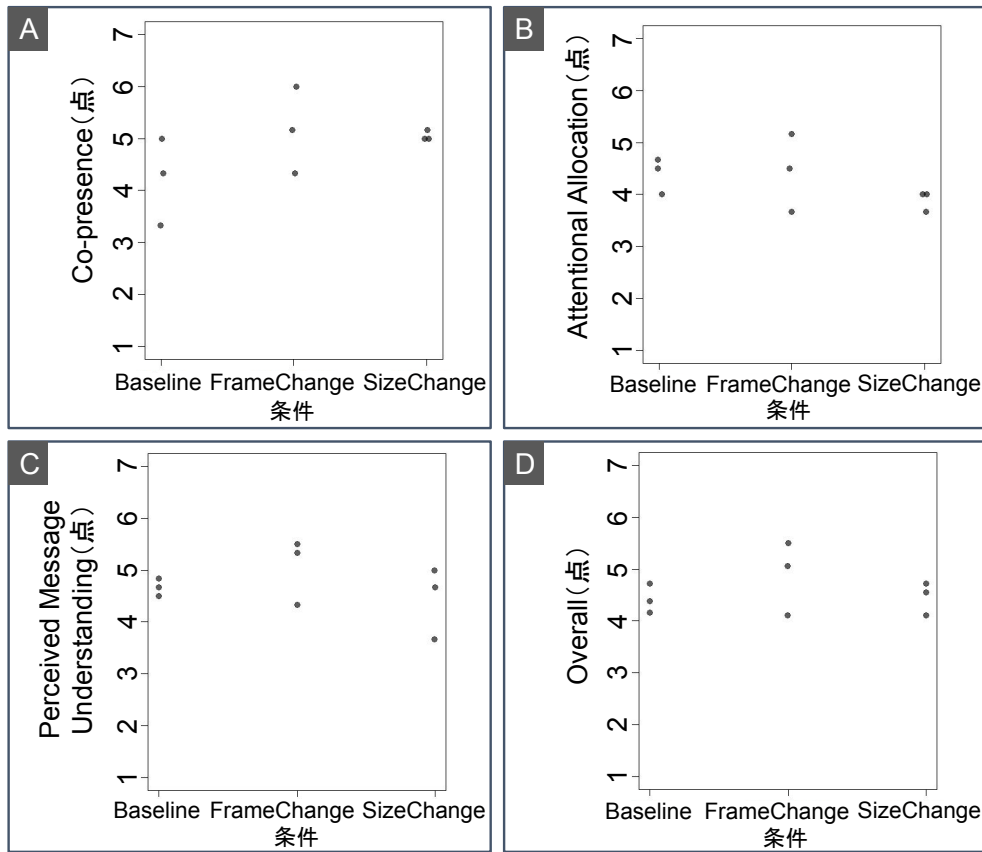 A
Co-presence(点)
7
6
5
4
3
2
1
Baseline FrameChange SizeChange
条件
B
Attentional Allocation(点)
7
6
5
4
3
2
1
Baseline FrameChange SizeChange
条件
C
Perceived Message
Understanding(点)
7
6
5
4
3
2
1
Baseline FrameChange SizeChange
条件
D
Overall(点)
7
6
5
4
3
2
1
Baseline FrameChange SizeChange
条件